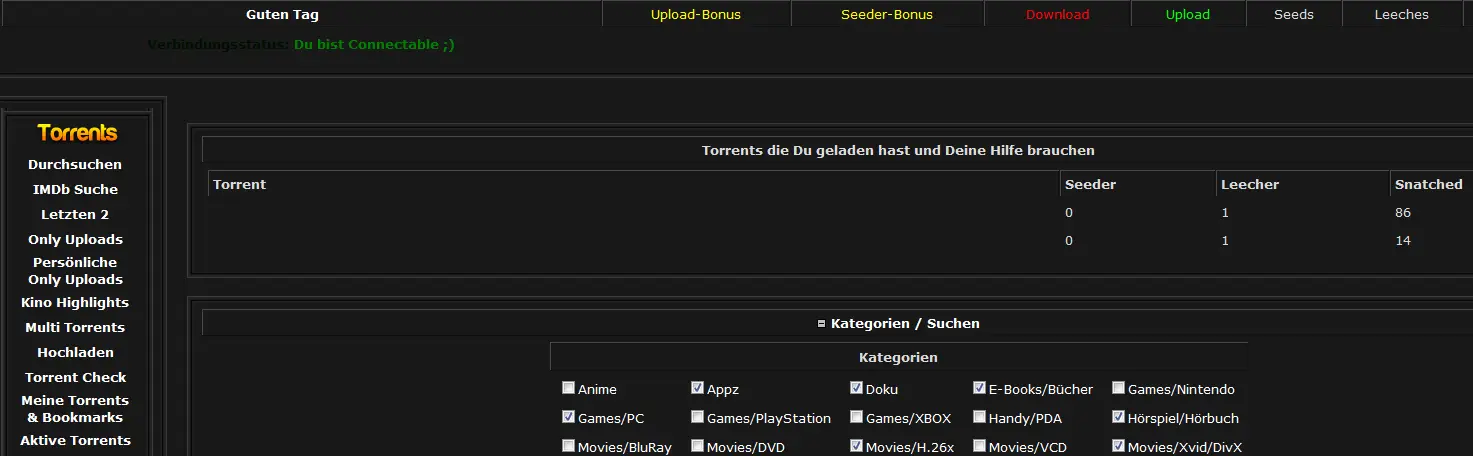 Guten Tag Upload-Bonus Seeder-Bonus Download Upload Seeds Leeches
Verbindungsstatus: Du bist Connectable ;)
Torrents
Durchsuchen
IMDb Suche
Letzten 2
Only Uploads
Persönliche
Only Uploads
Kino Highlights
Multi Torrents
Hochladen
Torrent Check
Meine Torrents
& Bookmarks
Aktive Torrents
Torrents die Du geladen hast und Deine Hilfe brauchen
Torrent Seeder Leecher Snatched
0 1 86
0 1 14
Kategorien / Suchen
Kategorien
Anime Appz Doku E-Books/Bücher Games/Nintendo
Games/PC Games/PlayStation Games/XBOX Handy/PDA Hörspiel/Hörbuch
Movies/BluRay Movies/DVD Movies/H.26x Movies/VCD Movies/Xvid/DivX